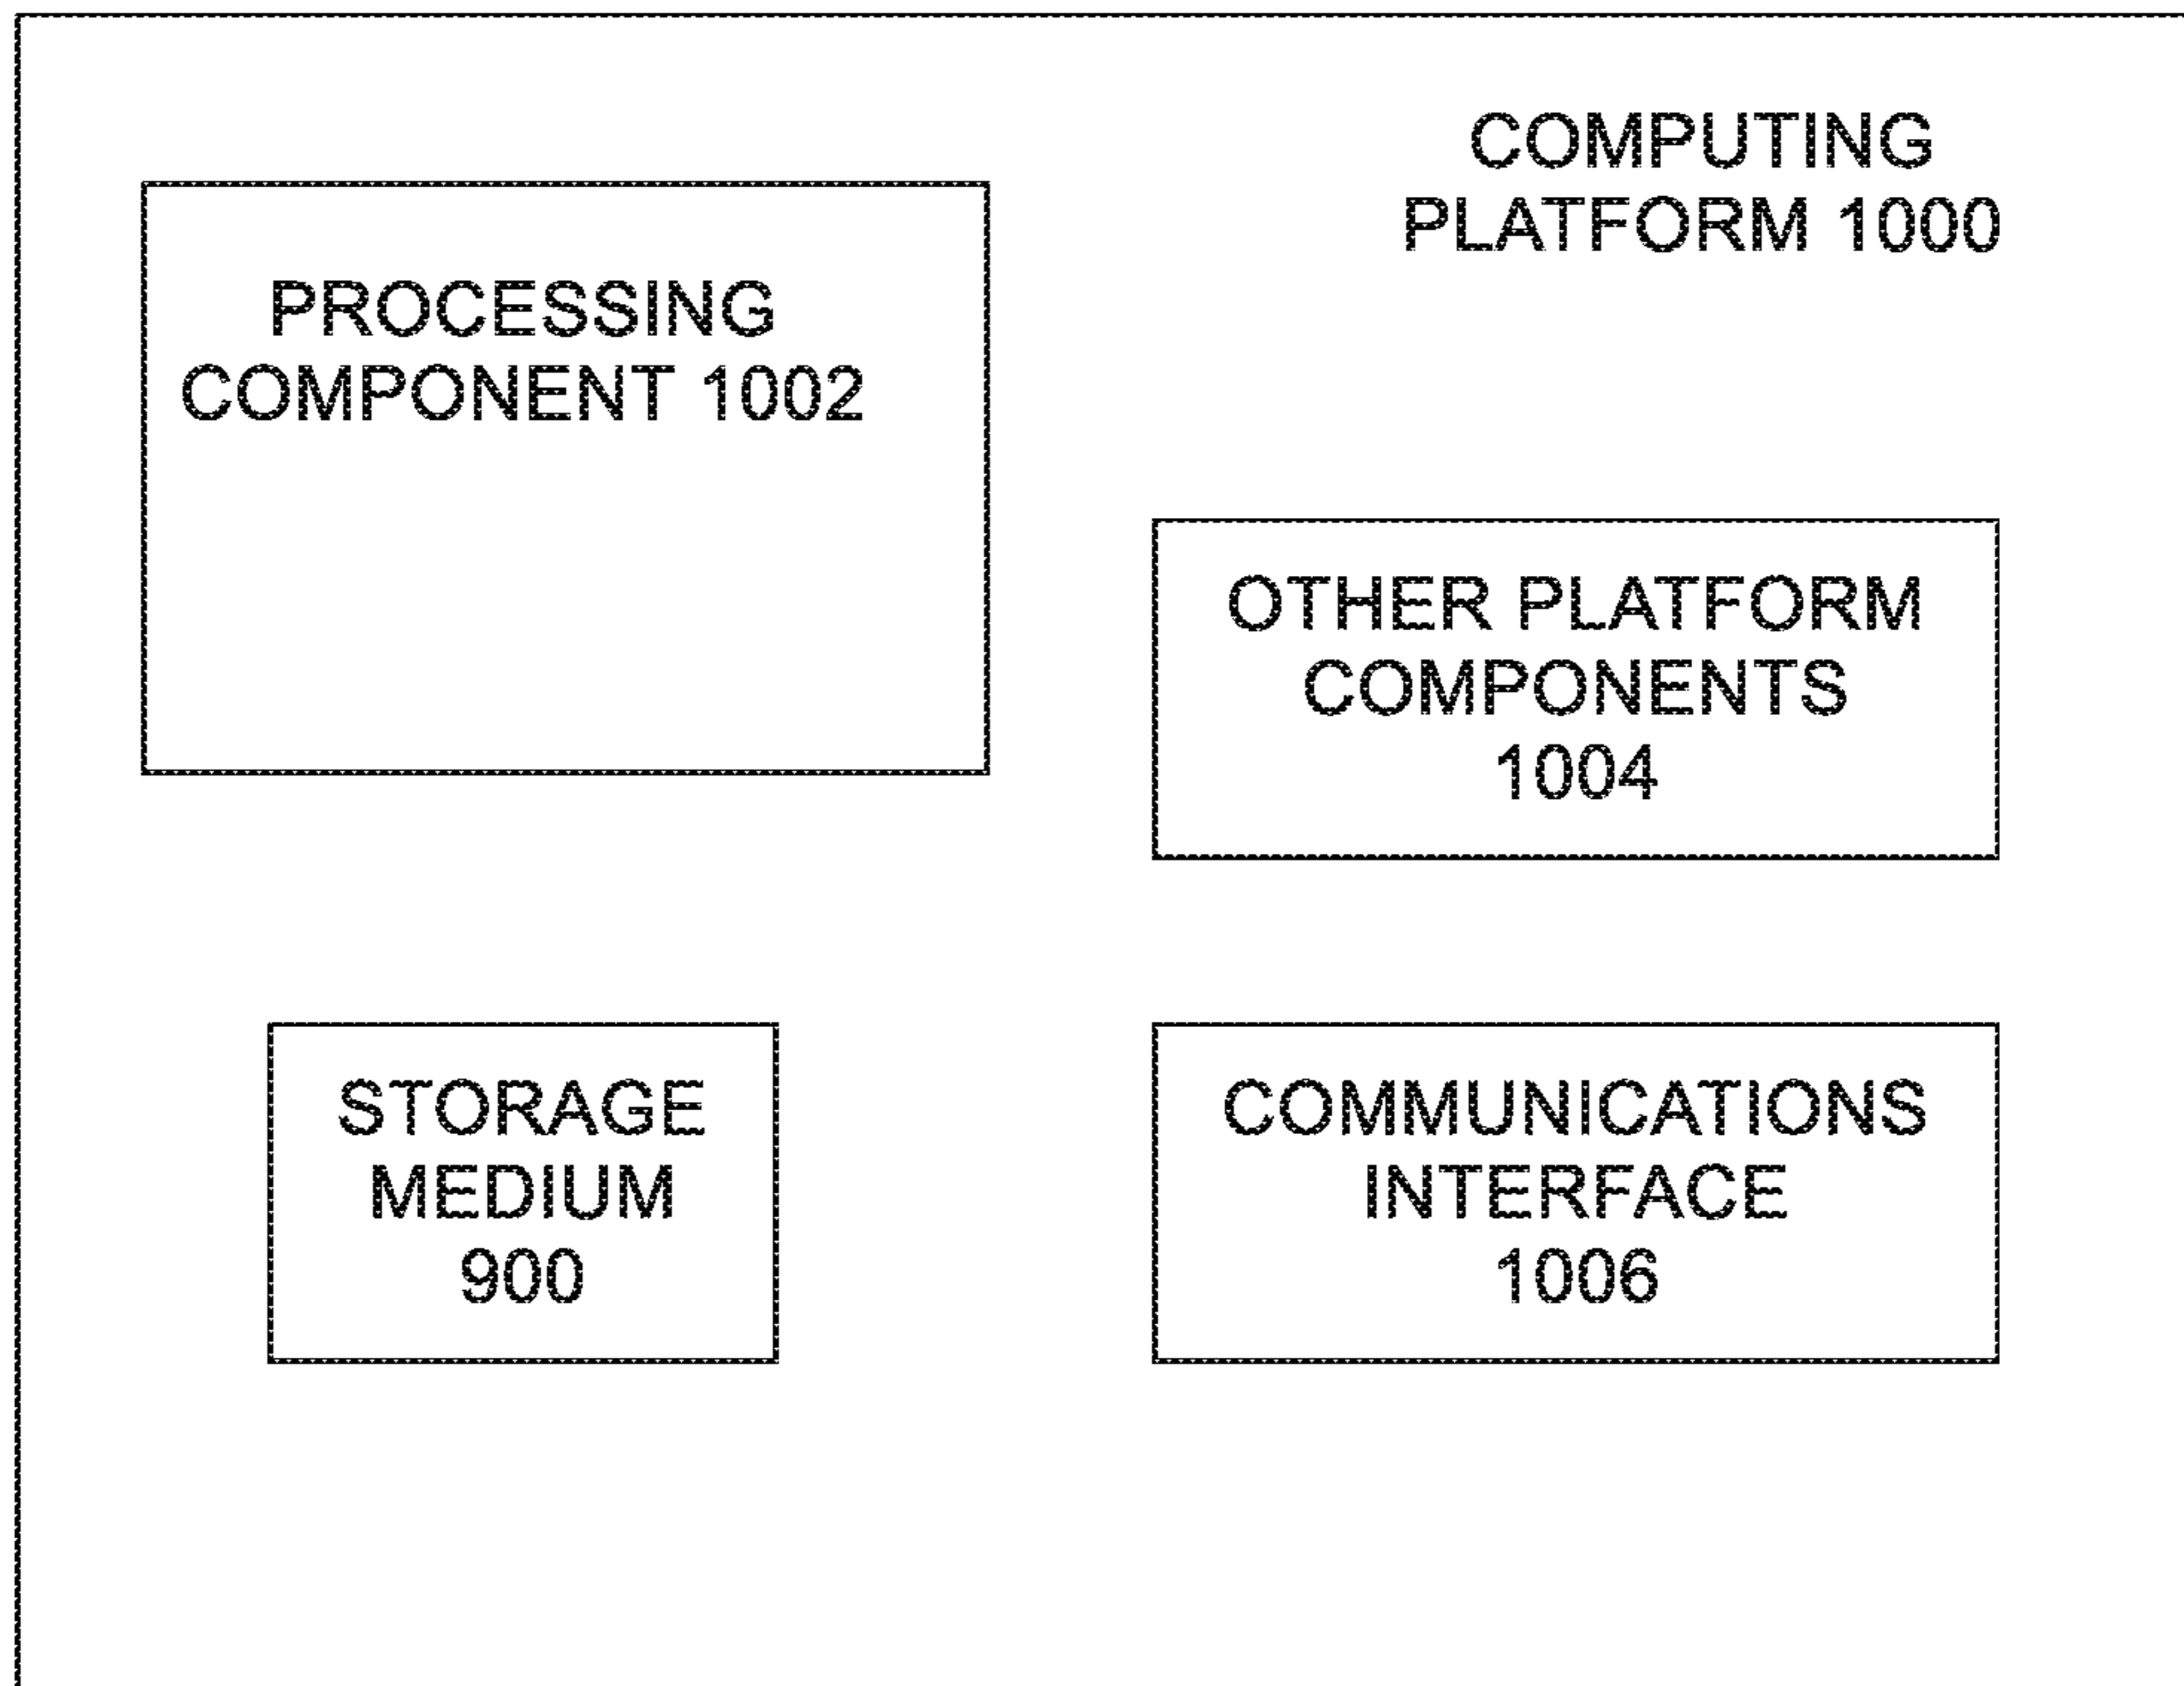 COMPUTING
PLATFORM 1000
PROCESSING
COMPONENT 1002
OTHER PLATFORM
COMPONENTS
1004
STORAGE
MEDIUM
900
COMMUNICATIONS
INTERFACE
1006